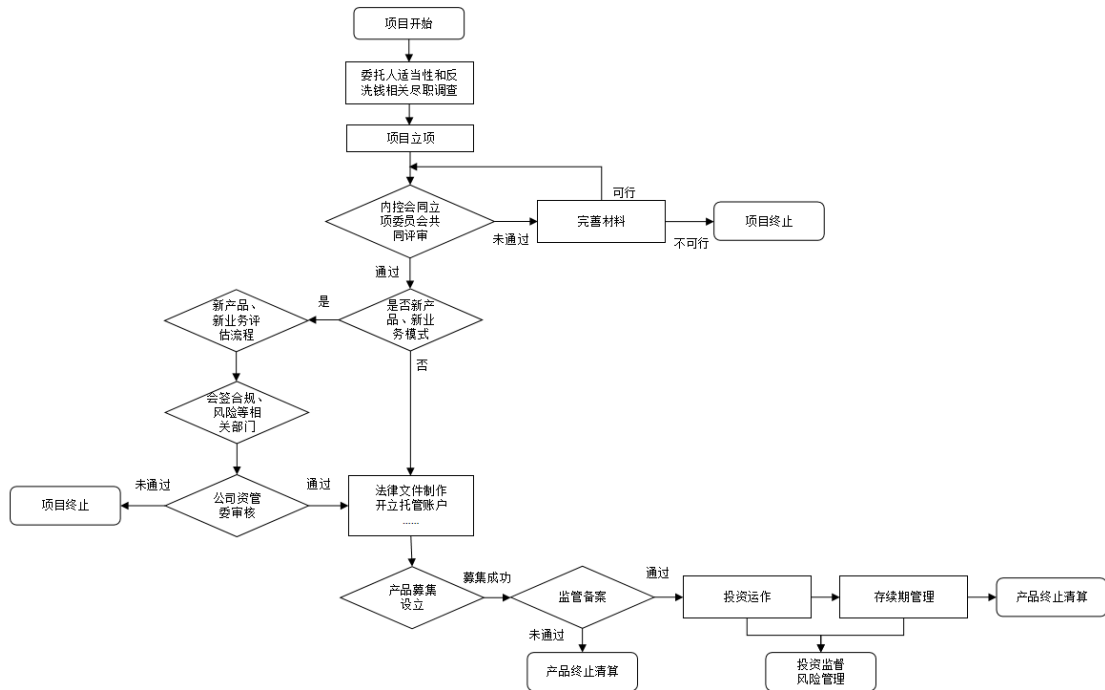 项目开始
委托人适当性和反
洗钱相关尽职调查
项目立项
可行
内控会同立
项委员会共
同评审
未通过
完善材料
不可行
项目终止
通过
新产品、
新业务评
估流程
是
是否新产
品、新业
务模式
否
会签合规、
风险等相
关部门
项目终止
未通过
公司资管
委审核
通过
法律文件制作
开立托管账户
……
产品募集
设立
募集成功
监管备案
通过
投资运作
存续期管理
产品终止清算
未通过
产品终止清算
投资监督
风险管理